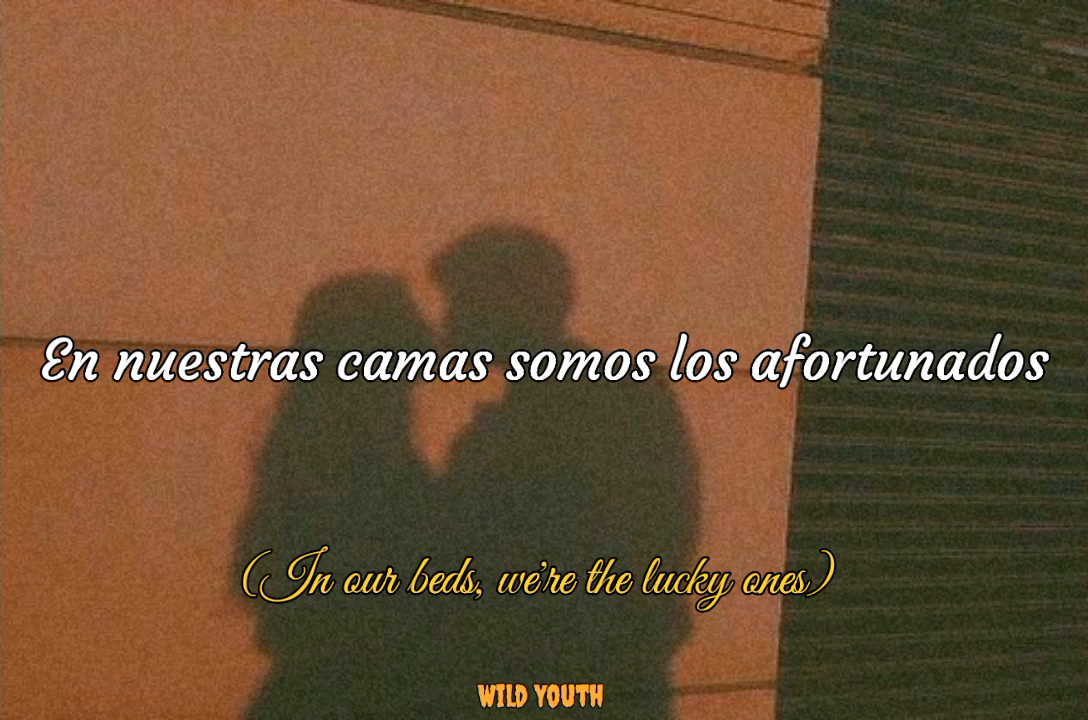 En nuestras camas somos los afortunados
(In our beds, we're the lucky ones)
WILD YOUTH